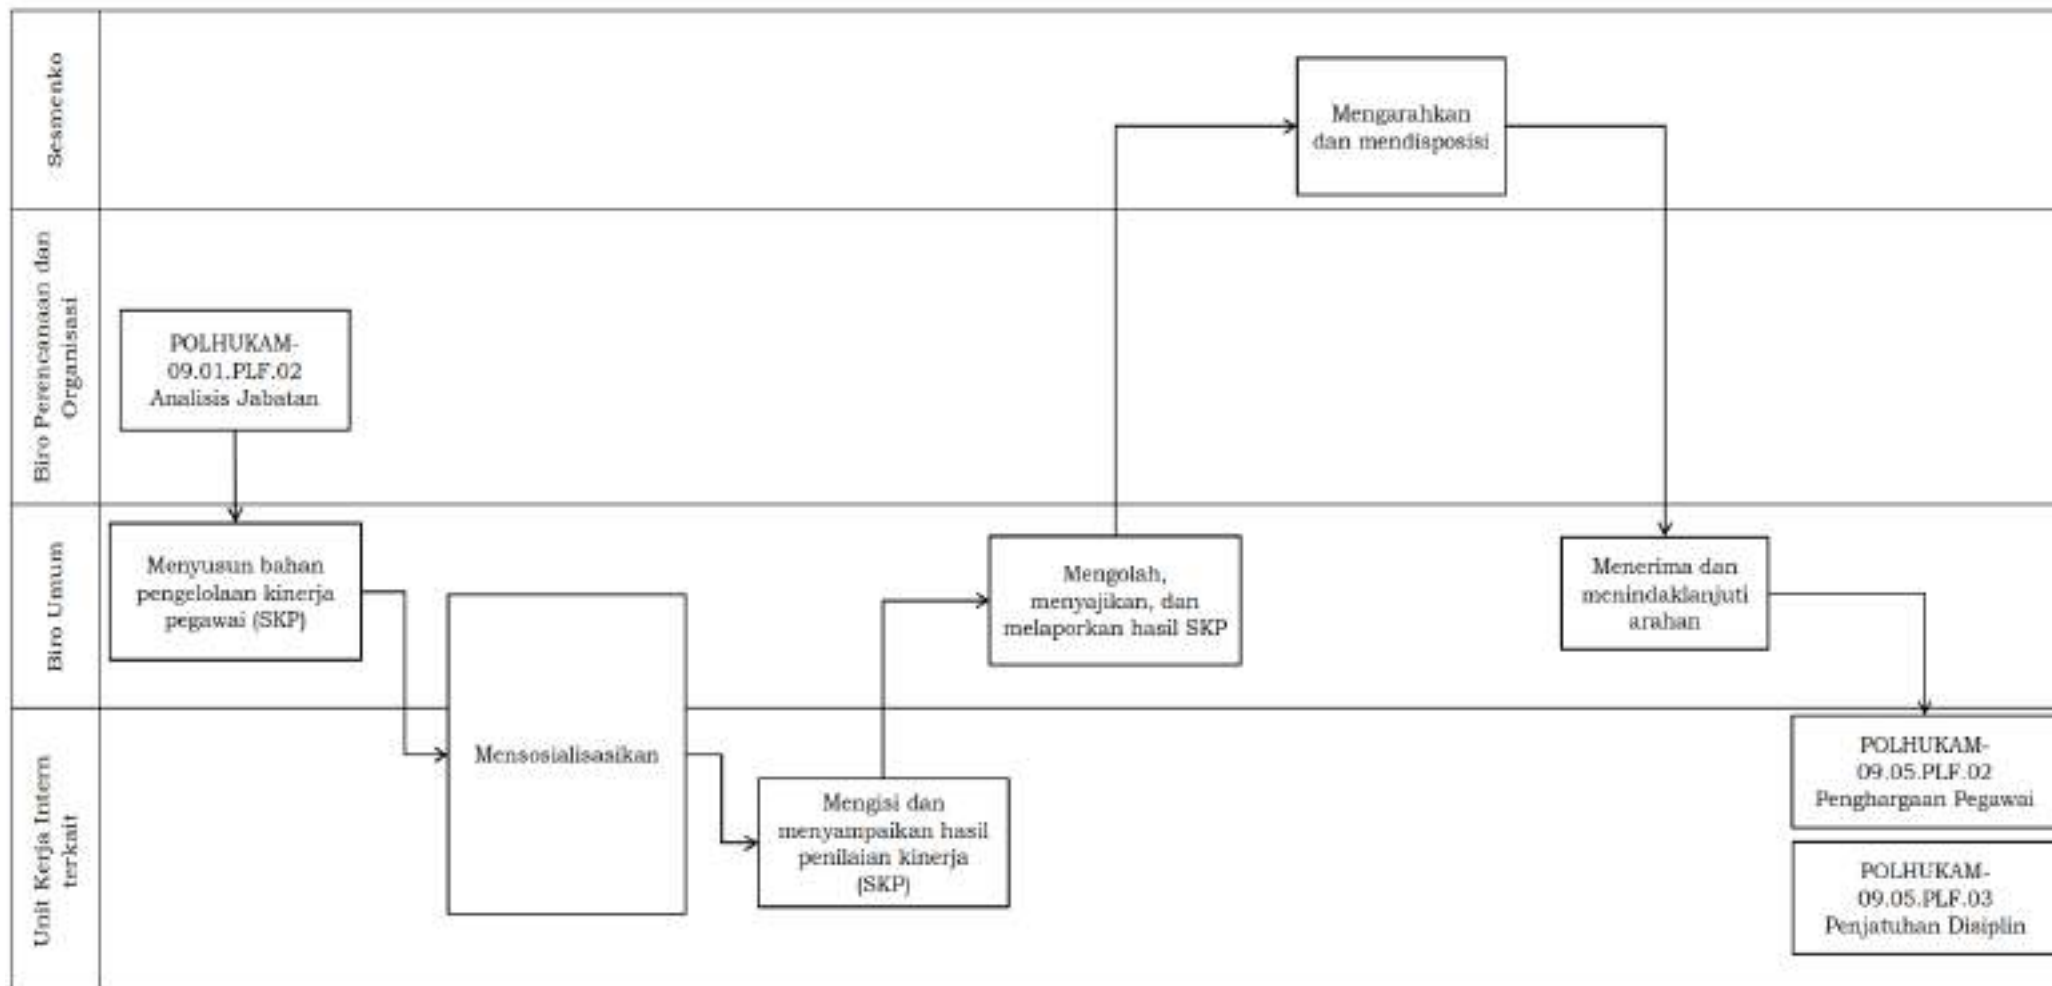 Sesmenko
Mengarahkan
dan mendisposisi
Biro Perencanaan dan
Organisasi
POLHUKAM-
09.01.PLF.02
Analisis Jabatan
Biro Umum
Menyusun bahan
pengelolaan kinerja
pegawai (SKP)
Mengolah,
menyajikan, dan
melaporkan hasil SKP
Menerima dan
menindaklanjuti
arahan
Unit Kerja Intern
terkait
Mensosialisasikan
Mengisi dan
menyampaikan hasil
penilaian kinerja
(SKP)
POLHUKAM-
09.05.PLF.02
Penghargaan Pegawai
POLHUKAM-
09.05.PLF.03
Penjatuhan Disiplin